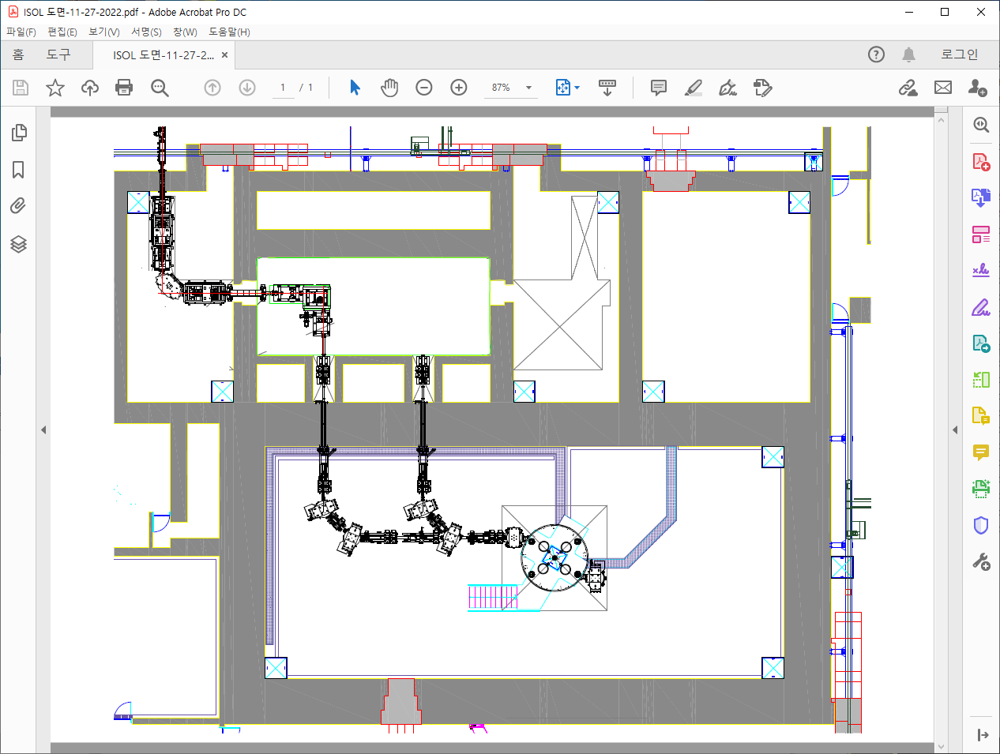 ISOL 도면-11-27-2022.pdf - Adobe Acrobat Pro DC
파일(F) 편집(E) 보기(V) 서명(S) 창(W) 도움말(H)
홈 도구 ISOL 도면-11-27-2... × 로그인
1 / 1 87%